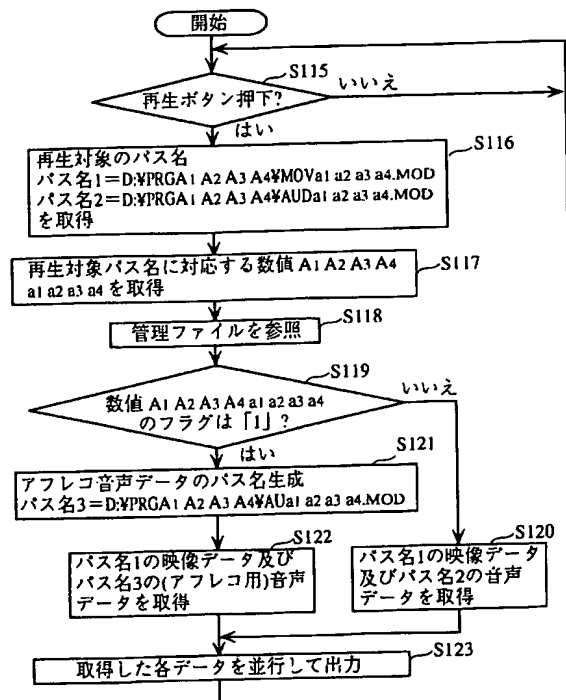 開始
S115
再生ボタン押下?
いいえ
はい
S116
再生対象のパス名
パス名1=D:¥PRGA1 A2 A3 A4¥MOVa1 a2 a3 a4.MOD
パス名2=D:¥PRGA1 A2 A3 A4¥AUDa1 a2 a3 a4.MOD
を取得
S117
再生対象パス名に対応する数値 A1 A2 A3 A4
a1 a2 a3 a4 を取得
S118
管理ファイルを参照
S119
数値 A1 A2 A3 A4 a1 a2 a3 a4
のフラグは「1」?
いいえ
はい
S121
アフレコ音声データのパス名生成
パス名3=D:¥PRGA1 A2 A3 A4¥AUa1 a2 a3 a4.MOD
S122
パス名1の映像データ及び
パス名3の(アフレコ用)音声
データを取得
S120
パス名1の映像データ
及びパス名2の音声
データを取得
S123
取得した各データを並行して出力